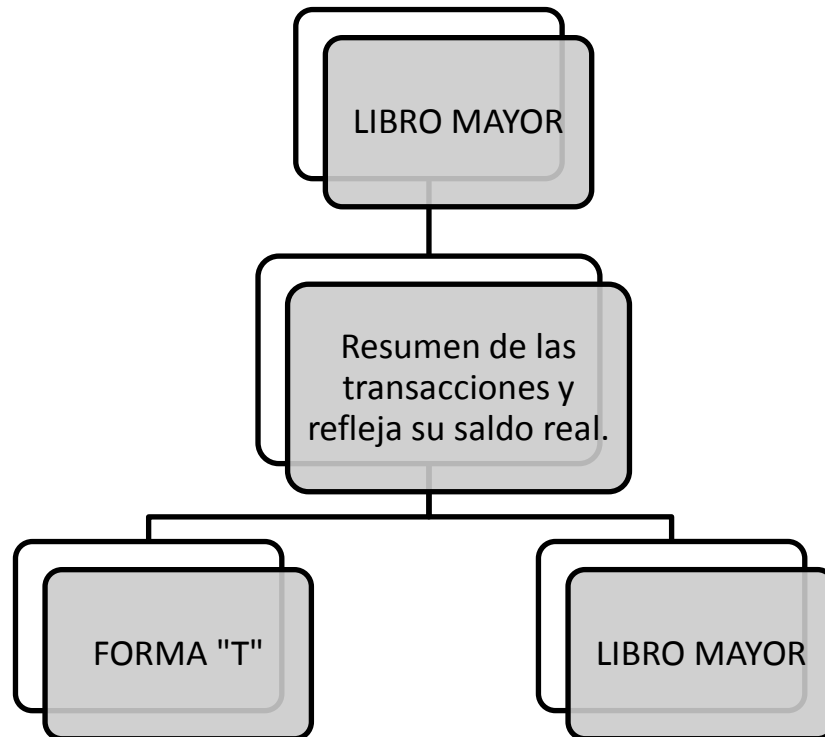 LIBRO MAYOR
Resumen de las
transacciones y
refleja su saldo real.
FORMA "T"
LIBRO MAYOR